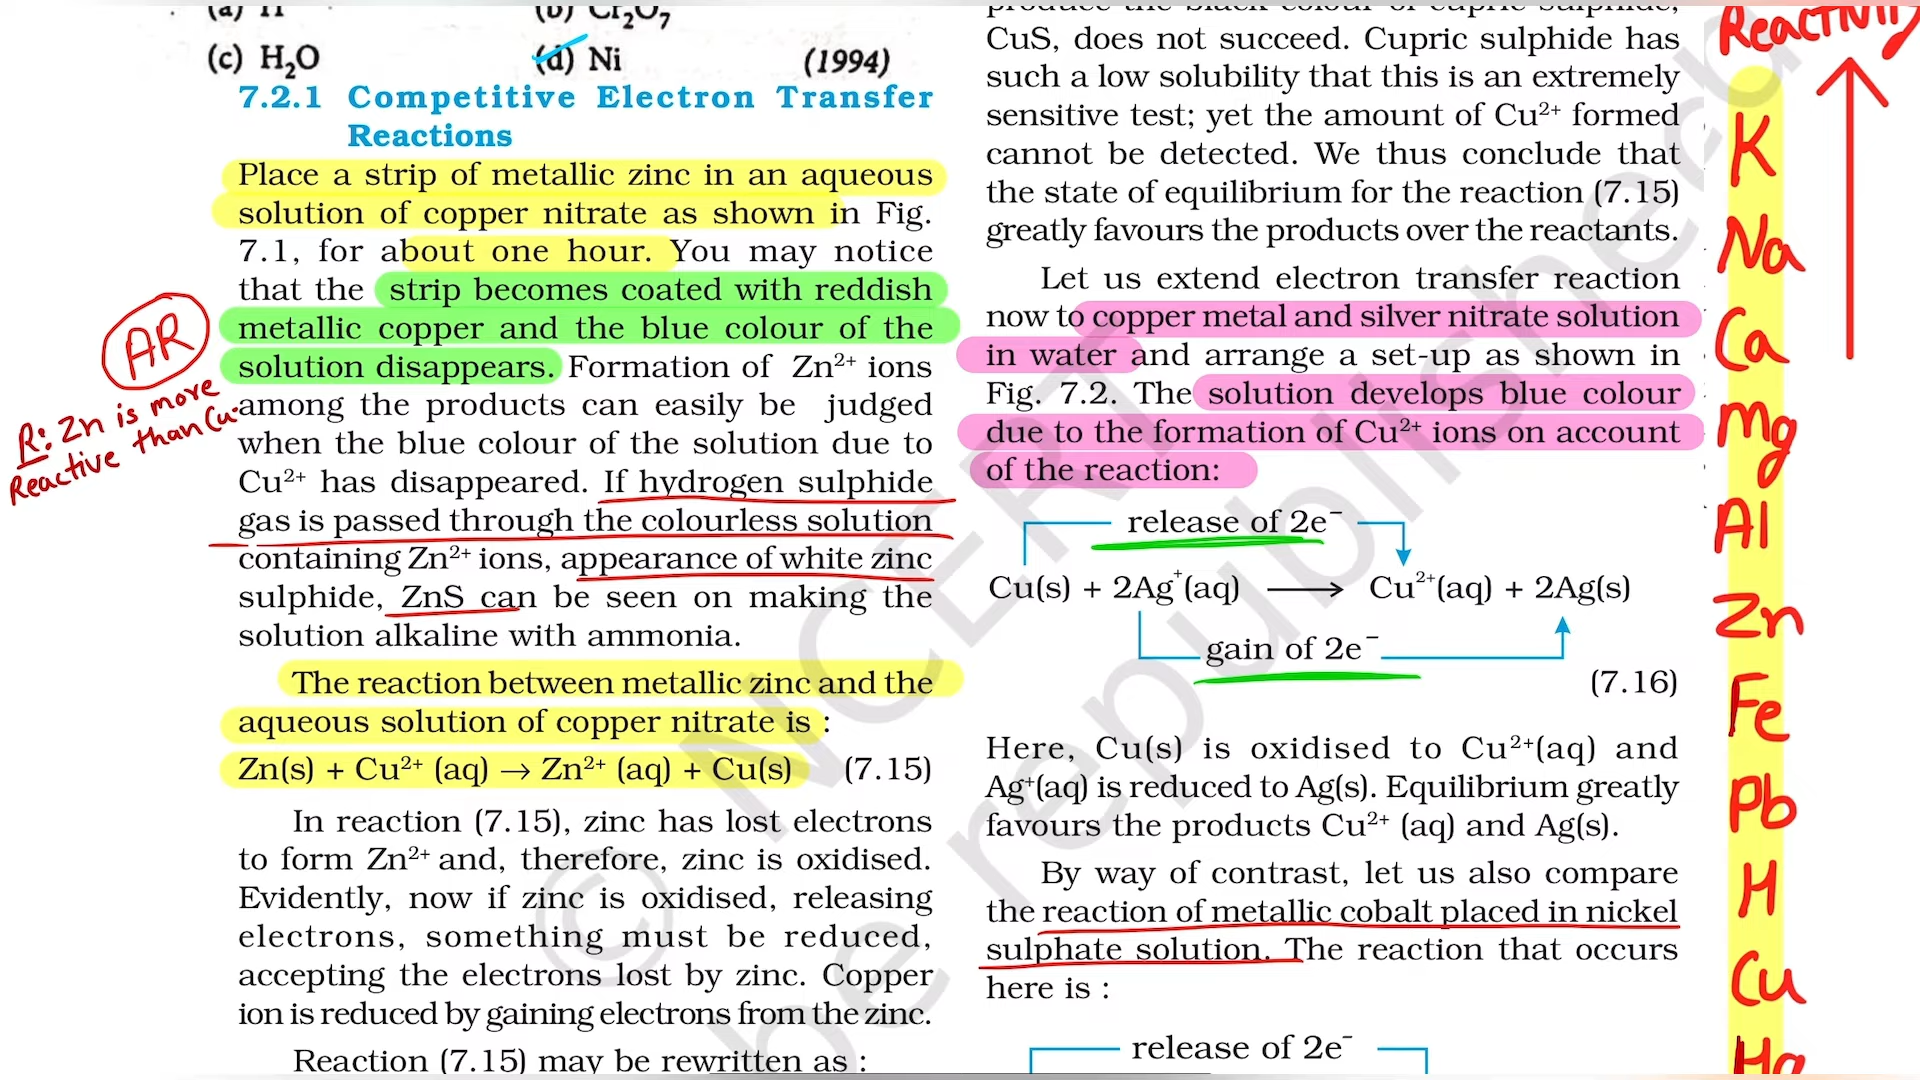 (b) Cr₂O₇
(c) H₂O (d) Ni (1994)
7.2.1 Competitive Electron Transfer
Reactions
Place a strip of metallic zinc in an aqueous
solution of copper nitrate as shown in Fig.
7.1, for about one hour. You may notice
that the strip becomes coated with reddish
metallic copper and the blue colour of the
solution disappears. Formation of Zn²⁺ ions
among the products can easily be judged
when the blue colour of the solution due to
Cu²⁺ has disappeared. If hydrogen sulphide
gas is passed through the colourless solution
containing Zn²⁺ ions, appearance of white zinc
sulphide, ZnS can be seen on making the
solution alkaline with ammonia.
The reaction between metallic zinc and the
aqueous solution of copper nitrate is :
Zn(s) + Cu²⁺ (aq) → Zn²⁺ (aq) + Cu(s) (7.15)
In reaction (7.15), zinc has lost electrons
to form Zn²⁺ and, therefore, zinc is oxidised.
Evidently, now if zinc is oxidised, releasing
electrons, something must be reduced,
accepting the electrons lost by zinc. Copper
ion is reduced by gaining electrons from the zinc.
Reaction (7.15) may be rewritten as :
AR
R: Zn is more
Reactive than Cu.
produce the black colour of cupric sulphide,
CuS, does not succeed. Cupric sulphide has
such a low solubility that this is an extremely
sensitive test; yet the amount of Cu²⁺ formed
cannot be detected. We thus conclude that
the state of equilibrium for the reaction (7.15)
greatly favours the products over the reactants.
Let us extend electron transfer reaction
now to copper metal and silver nitrate solution
in water and arrange a set-up as shown in
Fig. 7.2. The solution develops blue colour
due to the formation of Cu²⁺ ions on account
of the reaction:
release of 2e⁻
Cu(s) + 2Ag⁺(aq) ⟶ Cu²⁺(aq) + 2Ag(s)
gain of 2e⁻
(7.16)
Here, Cu(s) is oxidised to Cu²⁺(aq) and
Ag⁺(aq) is reduced to Ag(s). Equilibrium greatly
favours the products Cu²⁺ (aq) and Ag(s).
By way of contrast, let us also compare
the reaction of metallic cobalt placed in nickel
sulphate solution. The reaction that occurs
here is :
release of 2e⁻
Reactivity
K
Na
Ca
Mg
Al
Zn
Fe
Pb
H
Cu
Hg
© NCERT
be republished